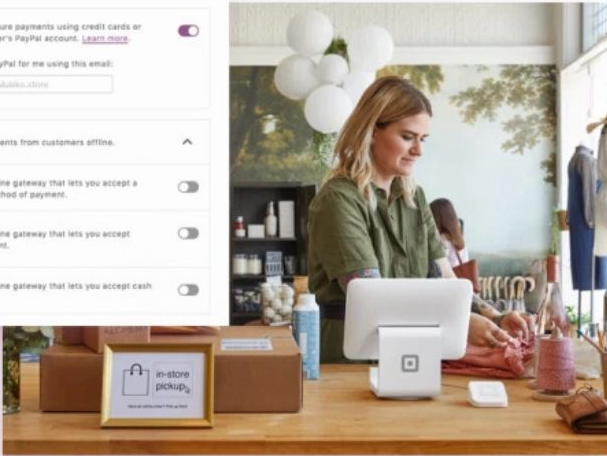 ure payments using credit cards or
er's PayPal account. Learn more.
yPal for me using this email:
ents from customers offline.
ne gateway that lets you accept a
hod of payment.
ne gateway that lets you accept
nt.
ne gateway that lets you accept cash
in-store
pickup